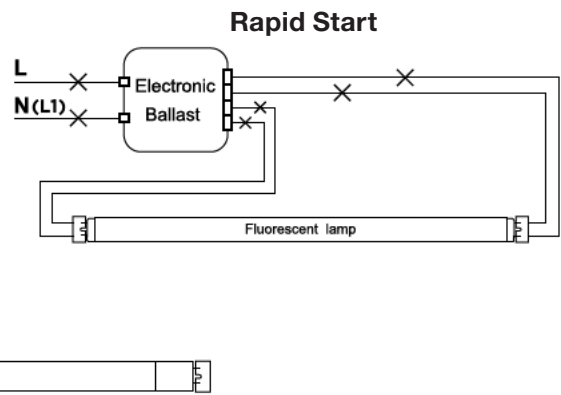 Rapid Start
L
N(L1)
Electronic
Ballast
Fluorescent lamp